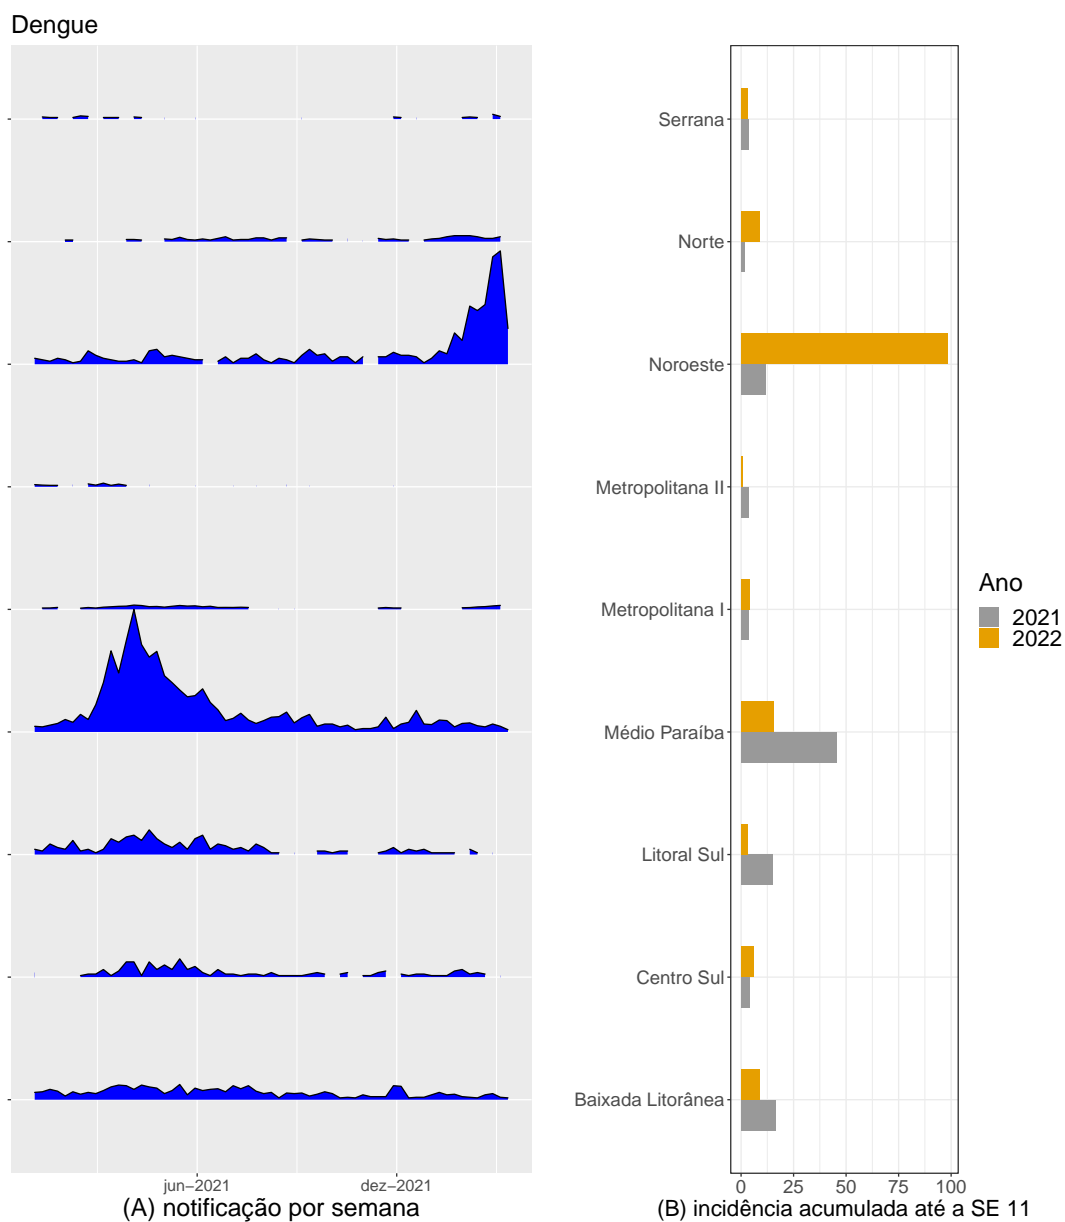 Dengue
Serrana
Norte
Noroeste
Metropolitana II
Metropolitana I
Médio Paraíba
Litoral Sul
Centro Sul
Baixada Litorânea
jun−2021
dez−2021
(A) notificação por semana
0
25
50
75
100
(B) incidência acumulada até a SE 11
Ano
2021
2022